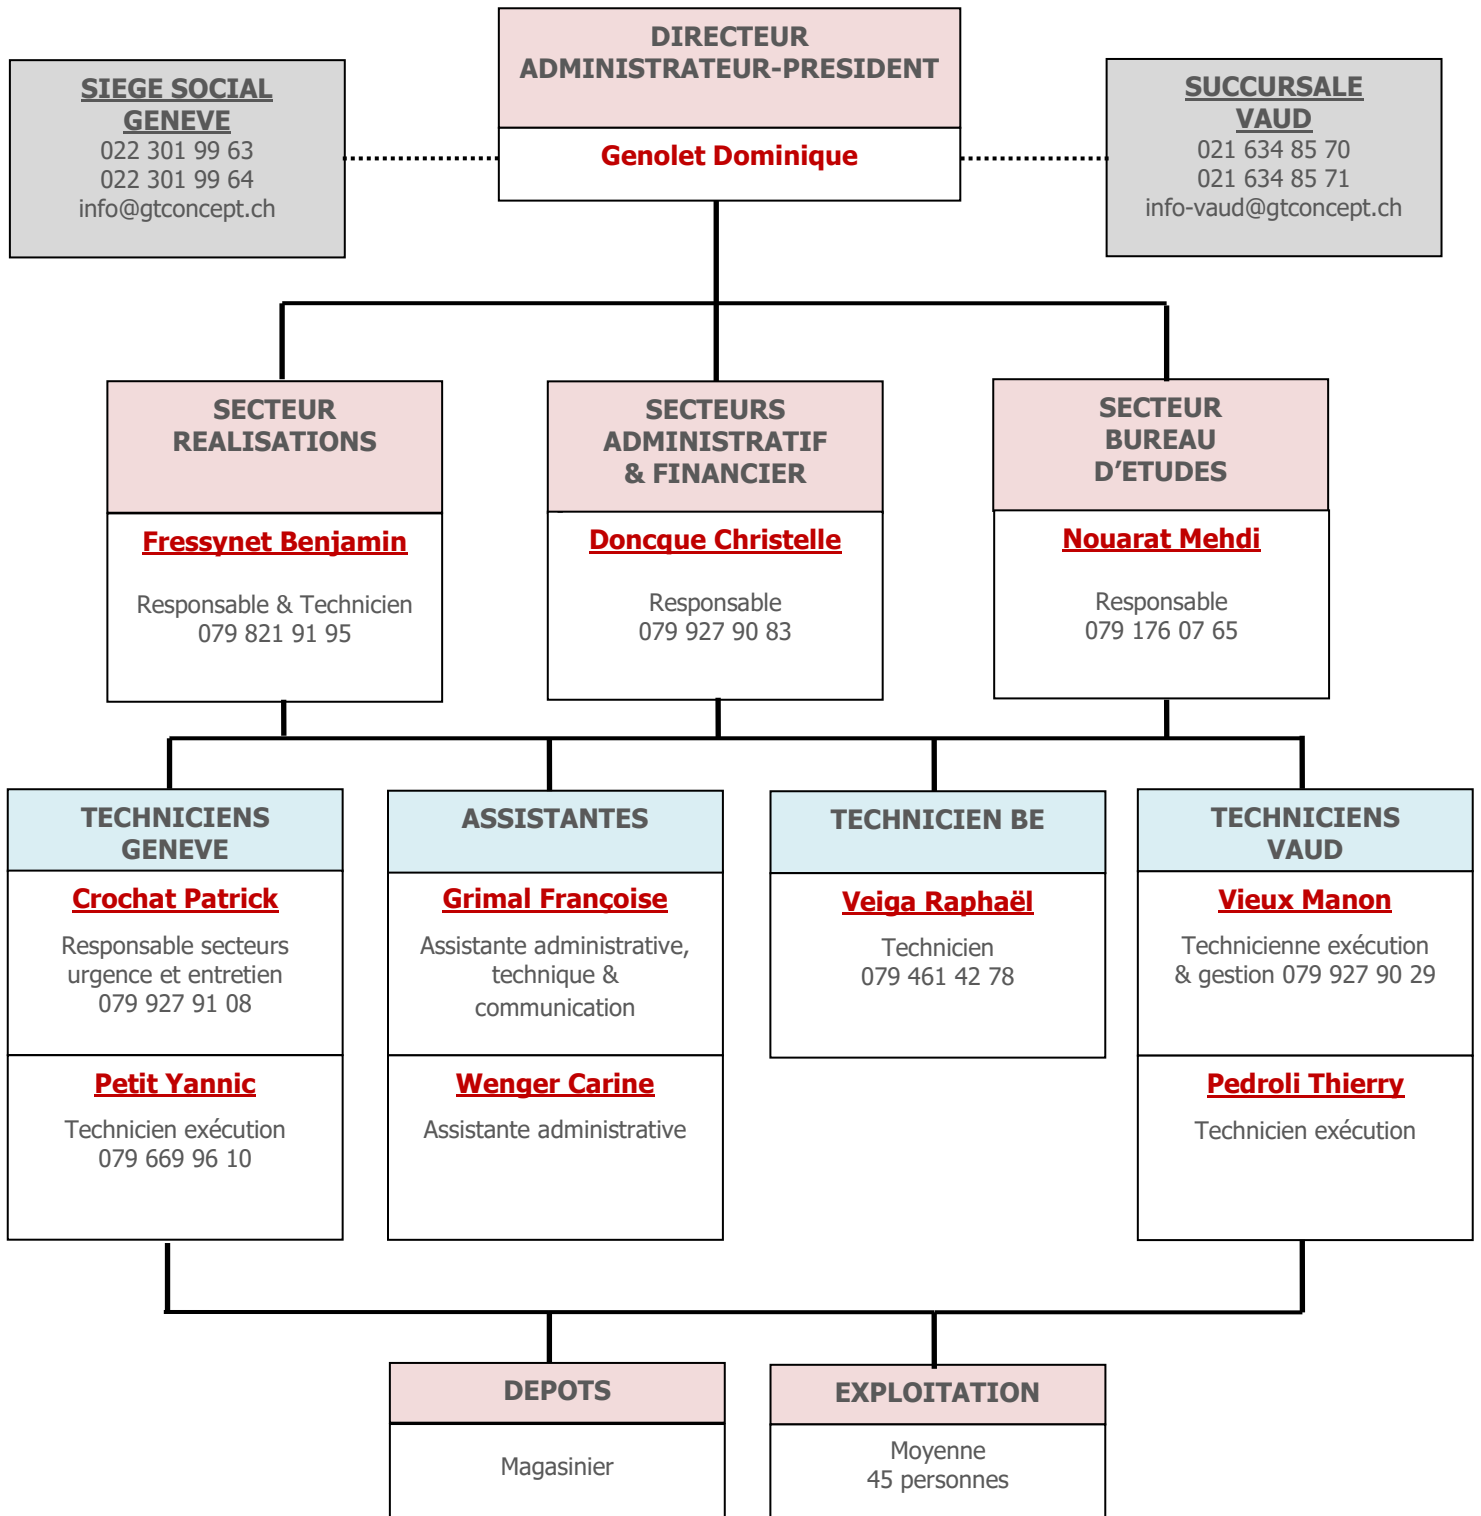 DIRECTEUR
ADMINISTRATEUR-PRESIDENT
Genolet Dominique
SIEGE SOCIAL
GENEVE
022 301 99 63
022 301 99 64
info@gtconcept.ch
SUCCURSALE
VAUD
021 634 85 70
021 634 85 71
info-vaud@gtconcept.ch
SECTEUR
REALISATIONS
Fressynet Benjamin
Responsable & Technicien
079 821 91 95
SECTEURS
ADMINISTRATIF
& FINANCIER
Doncque Christelle
Responsable
079 927 90 83
SECTEUR
BUREAU
D’ETUDES
Nouarat Mehdi
Responsable
079 176 07 65
TECHNICIENS
GENEVE
Crochat Patrick
Responsable secteurs
urgence et entretien
079 927 91 08
Petit Yannic
Technicien exécution
079 669 96 10
ASSISTANTES
Grimal Françoise
Assistante administrative,
technique &
communication
Wenger Carine
Assistante administrative
TECHNICIEN BE
Veiga Raphaël
Technicien
079 461 42 78
TECHNICIENS
VAUD
Vieux Manon
Technicienne exécution
& gestion 079 927 90 29
Pedroli Thierry
Technicien exécution
DEPOTS
Magasinier
EXPLOITATION
Moyenne
45 personnes